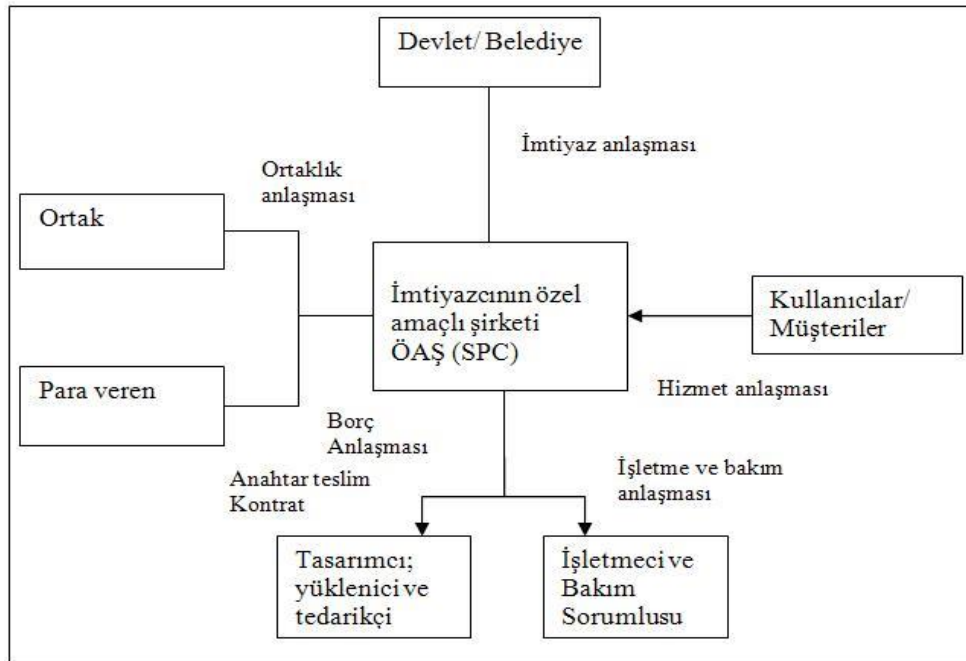 Devlet/ Belediye
İmtiyaz anlaşması
Ortaklık
anlaşması
Ortak
İmtiyazcının özel
amaçlı şirketi
ÖAŞ (SPC)
Kullanıcılar/
Müşteriler
Para veren
Hizmet anlaşması
Borç
Anlaşması
Anahtar teslim
Kontrat
İşletme ve bakım
anlaşması
Tasarımcı;
yüklenici ve
tedarikçi
İşletmeci ve
Bakım
Sorumlusu